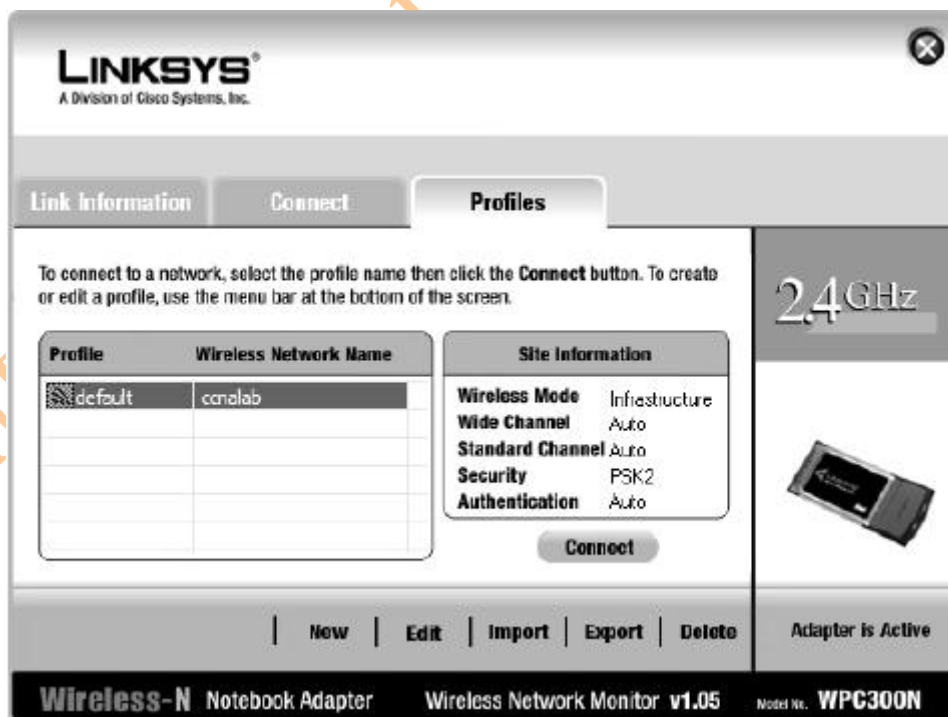 LINKSYS®
A Division of Cisco Systems, Inc.
Link Information
Connect
Profiles
To connect to a network, select the profile name then click the Connect button. To create
or edit a profile, use the menu bar at the bottom of the screen.
2.4GHz
Profile Wireless Network Name
default ccnalab
Site Information
Wireless Mode Infrastructure
Wide Channel Auto
Standard Channel Auto
Security PSK2
Authentication Auto
Connect
New | Edit | Import | Export | Delete
Adapter is Active
Wireless-N Notebook Adapter Wireless Network Monitor v1.05 Model No. WPC300N